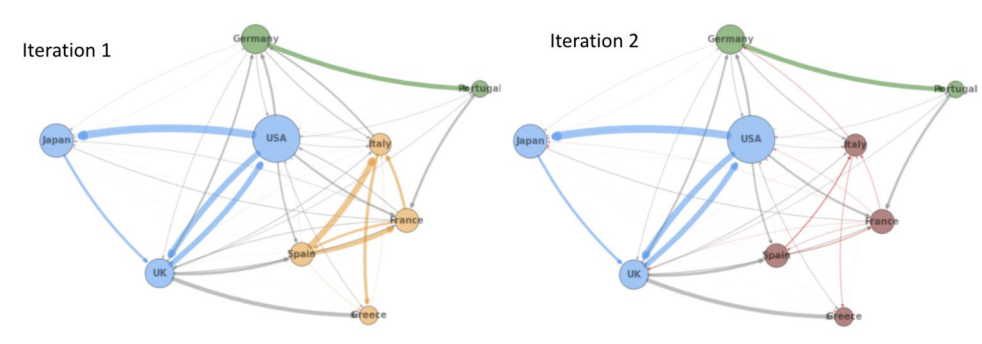 Iteration 1
Germany
Portugal
Japan
USA
Italy
France
Spain
UK
Greece
Iteration 2
Germany
Portugal
Japan
USA
Italy
France
Spain
UK
Greece